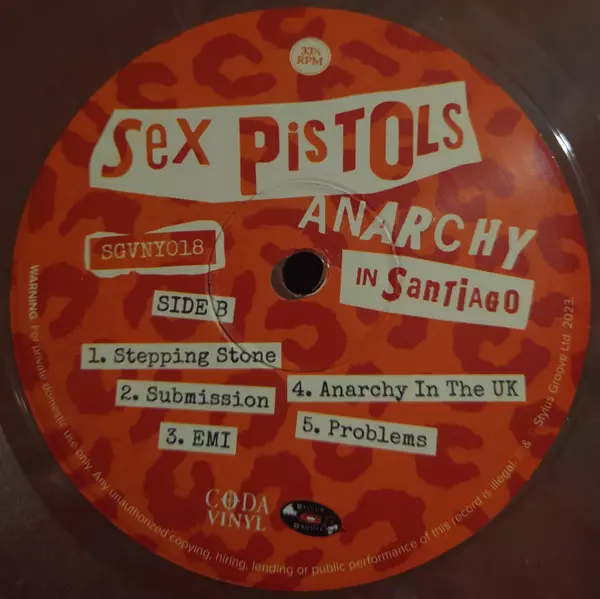 33⅓
RPM
Sex PiSTOLS
ANARCHY
IN SanTiAGO
SGVNY018
SIDE B
1. Stepping Stone
2. Submission
3. EMI
4. Anarchy In The UK
5. Problems
CODA
VINYL
STYLUS
GROOVE
WARNING For private domestic use only. Any unauthorized copying, hiring, lending or public performance of this record is illegal. & Stylus Groove Ltd 2023